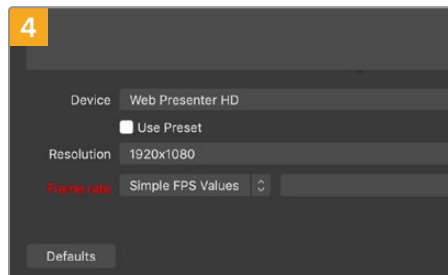 4
Device Web Presenter HD
Use Preset
Resolution 1920x1080
Frame rate Simple FPS Values
Defaults